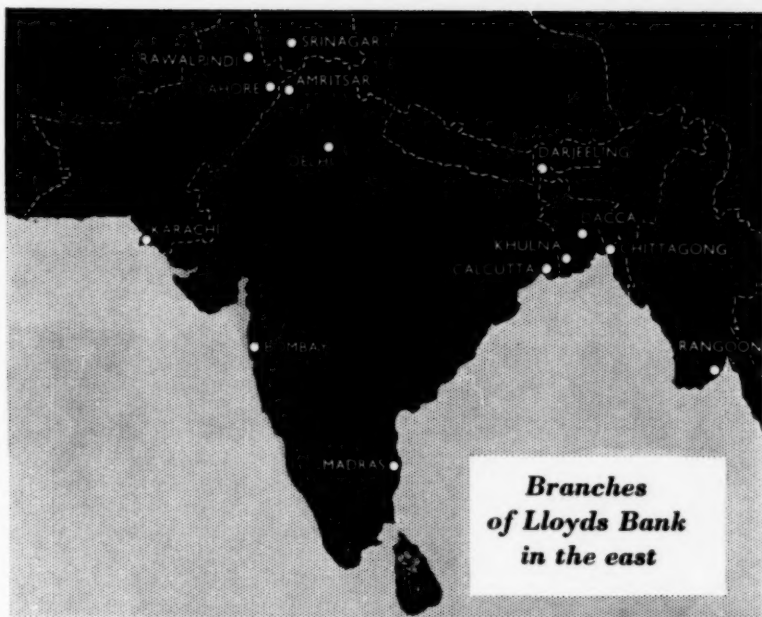 SRINAGAR
RAWALPINDI
LAHORE
AMRITSAR
DELHI
DARJEELING
KARACHI
DACCA
KHULNA
CHITTAGONG
CALCUTTA
BOMBAY
RANGOON
MADRAS
Branches
of Lloyds Bank
in the east